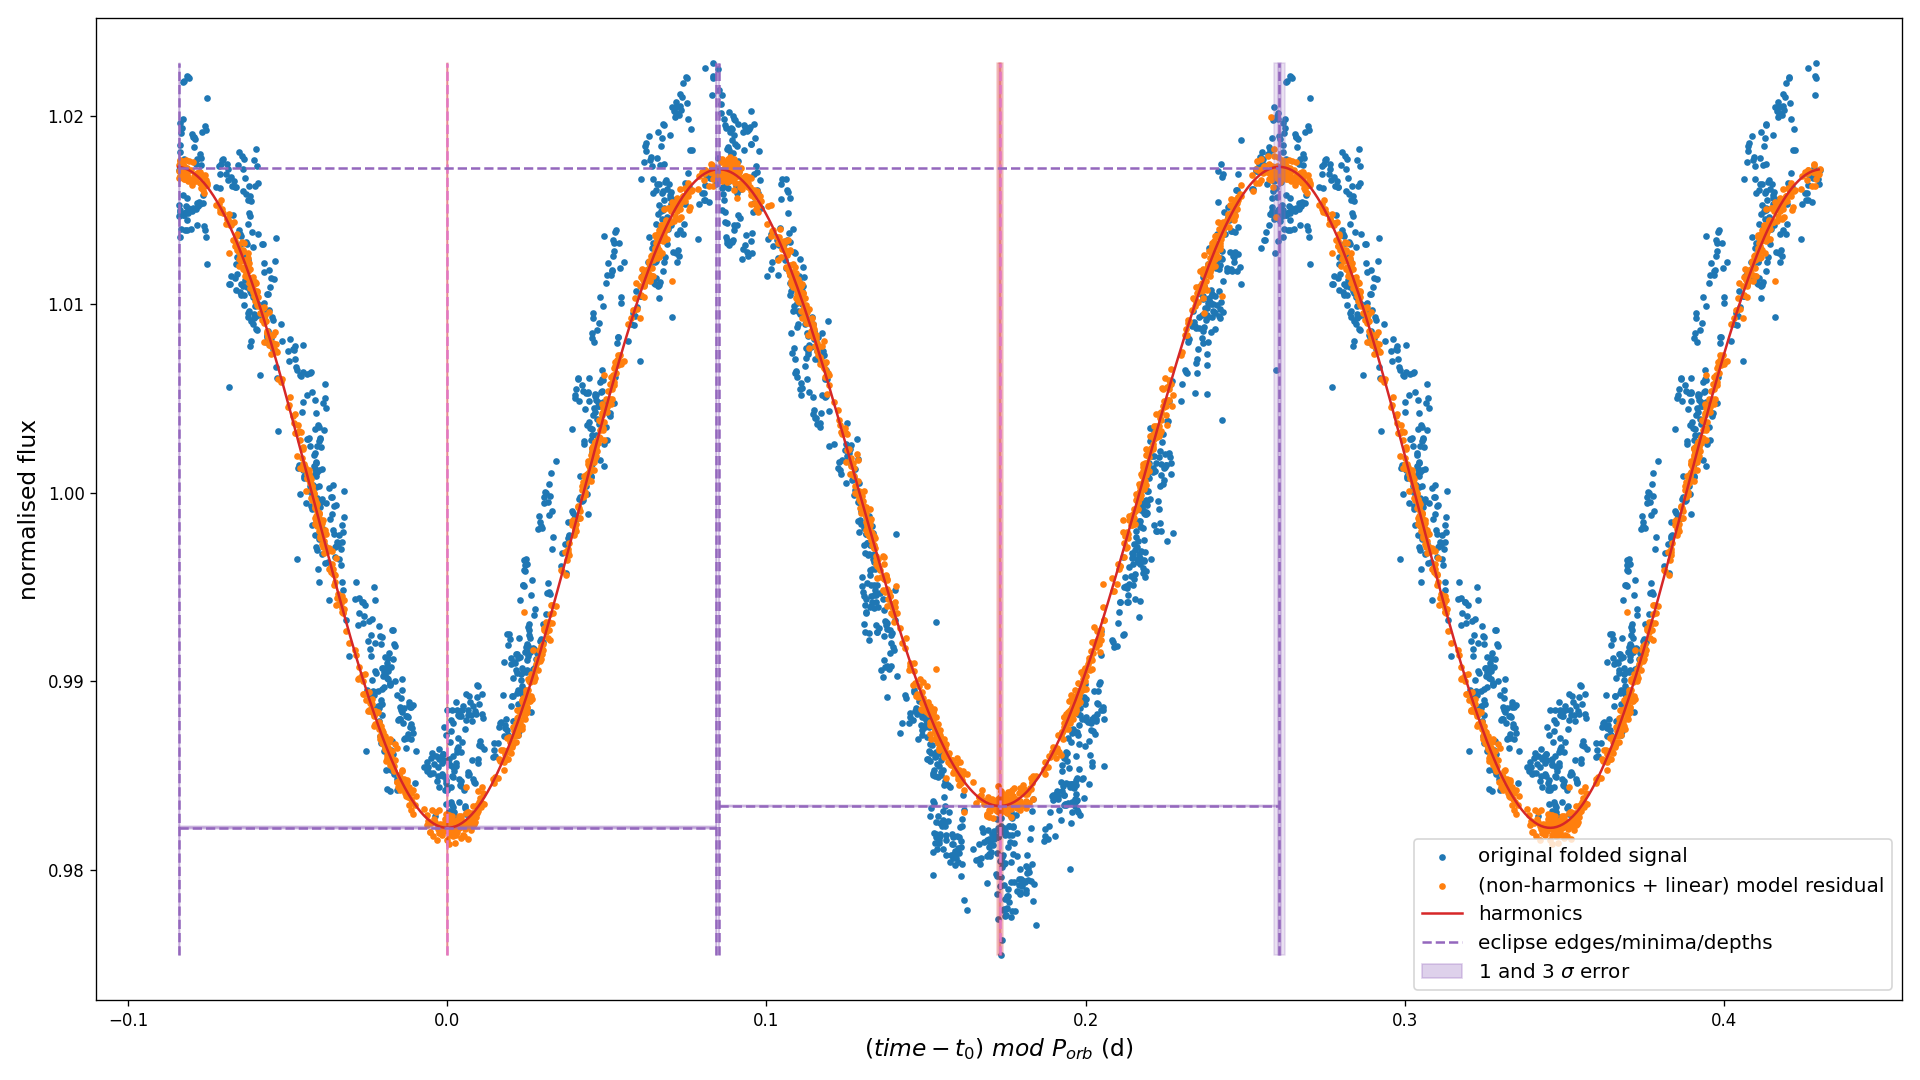 normalised flux
1.02
1.01
1.00
0.99
0.98
−0.1
0.0
0.1
0.2
0.3
0.4
(time − t₀) mod Pₒᵣb (d)
original folded signal
(non-harmonics + linear) model residual
harmonics
eclipse edges/minima/depths
1 and 3 σ error